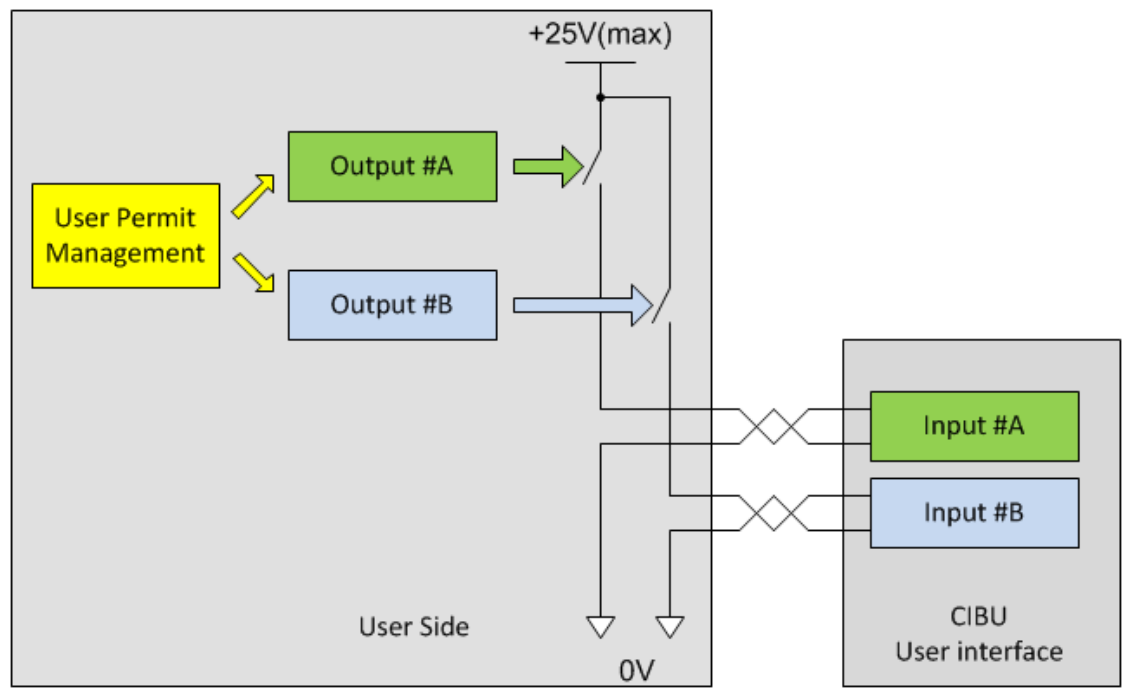 +25V(max)
Output #A
User Permit
Management
Output #B
Input #A
Input #B
CIBU
User interface
User Side
0V